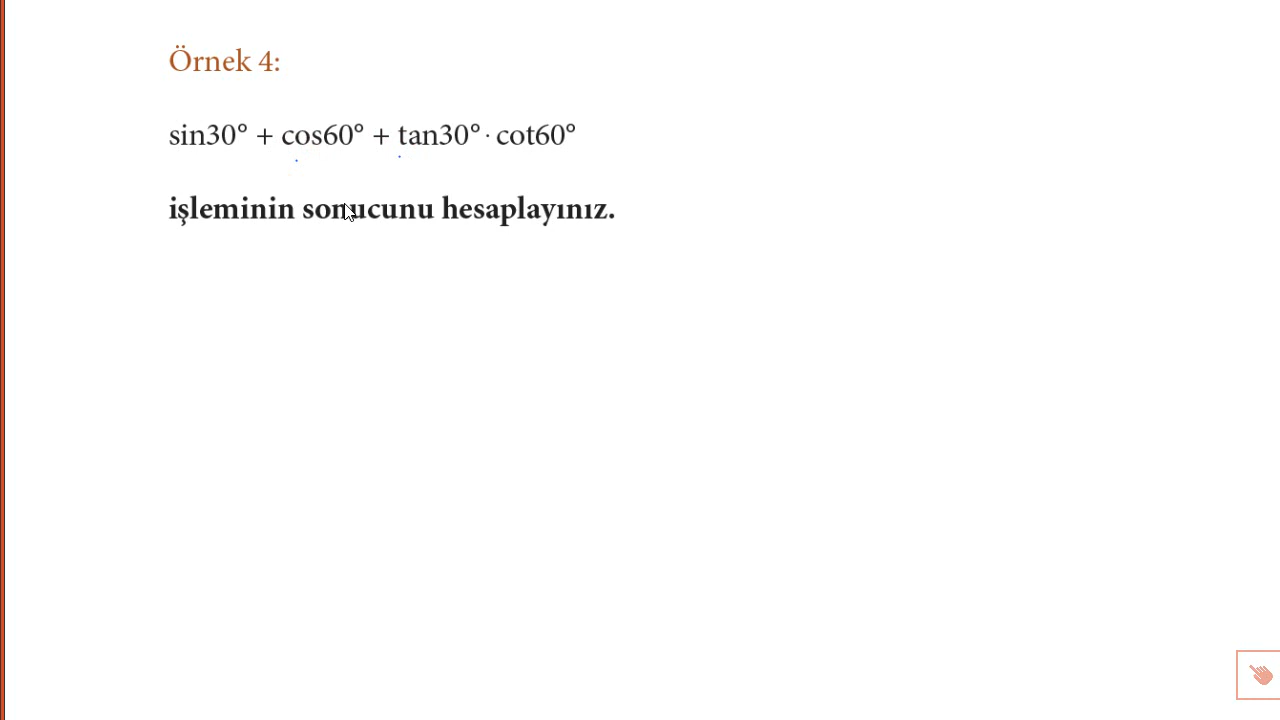 Örnek 4:
sin30° + cos60° + tan30° · cot60°
işleminin sonucunu hesaplayınız.